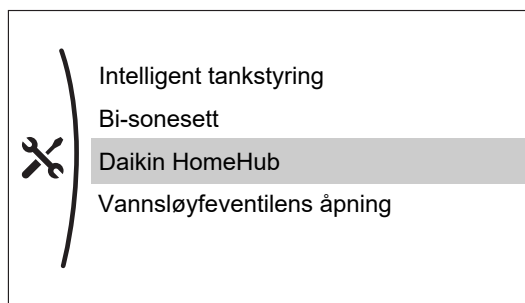 Intelligent tankstyring
Bi-sonesett
Daikin HomeHub
Vannsløyfeventilens åpning